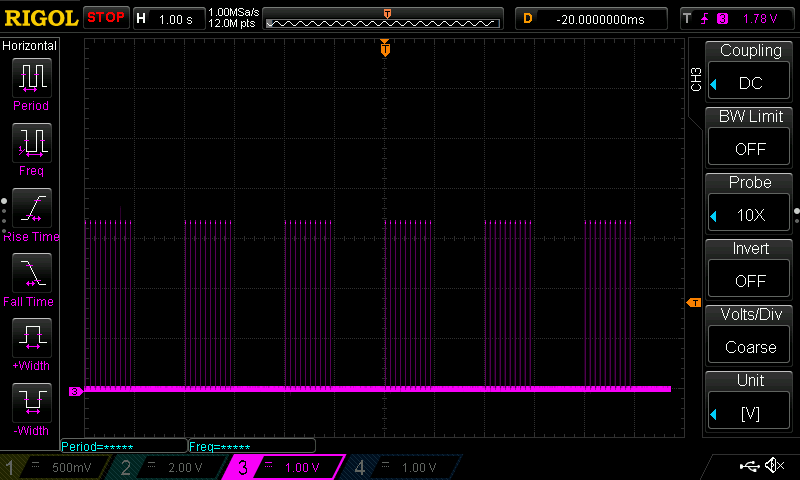 RIGOL STOP H 1.00 s 1.00MSa/s 12.0M pts T D -20.0000000ms T 3 1.78 V
Horizontal
Period
Freq
Rise Time
Fall Time
+Width
-Width
T
T
3
CH3
Coupling
DC
BW Limit
OFF
Probe
10X
Invert
OFF
Volts/Div
Coarse
Unit
[V]
Period=***** Freq=*****
1 500mV 2 2.00 V 3 1.00 V 4 1.00 V